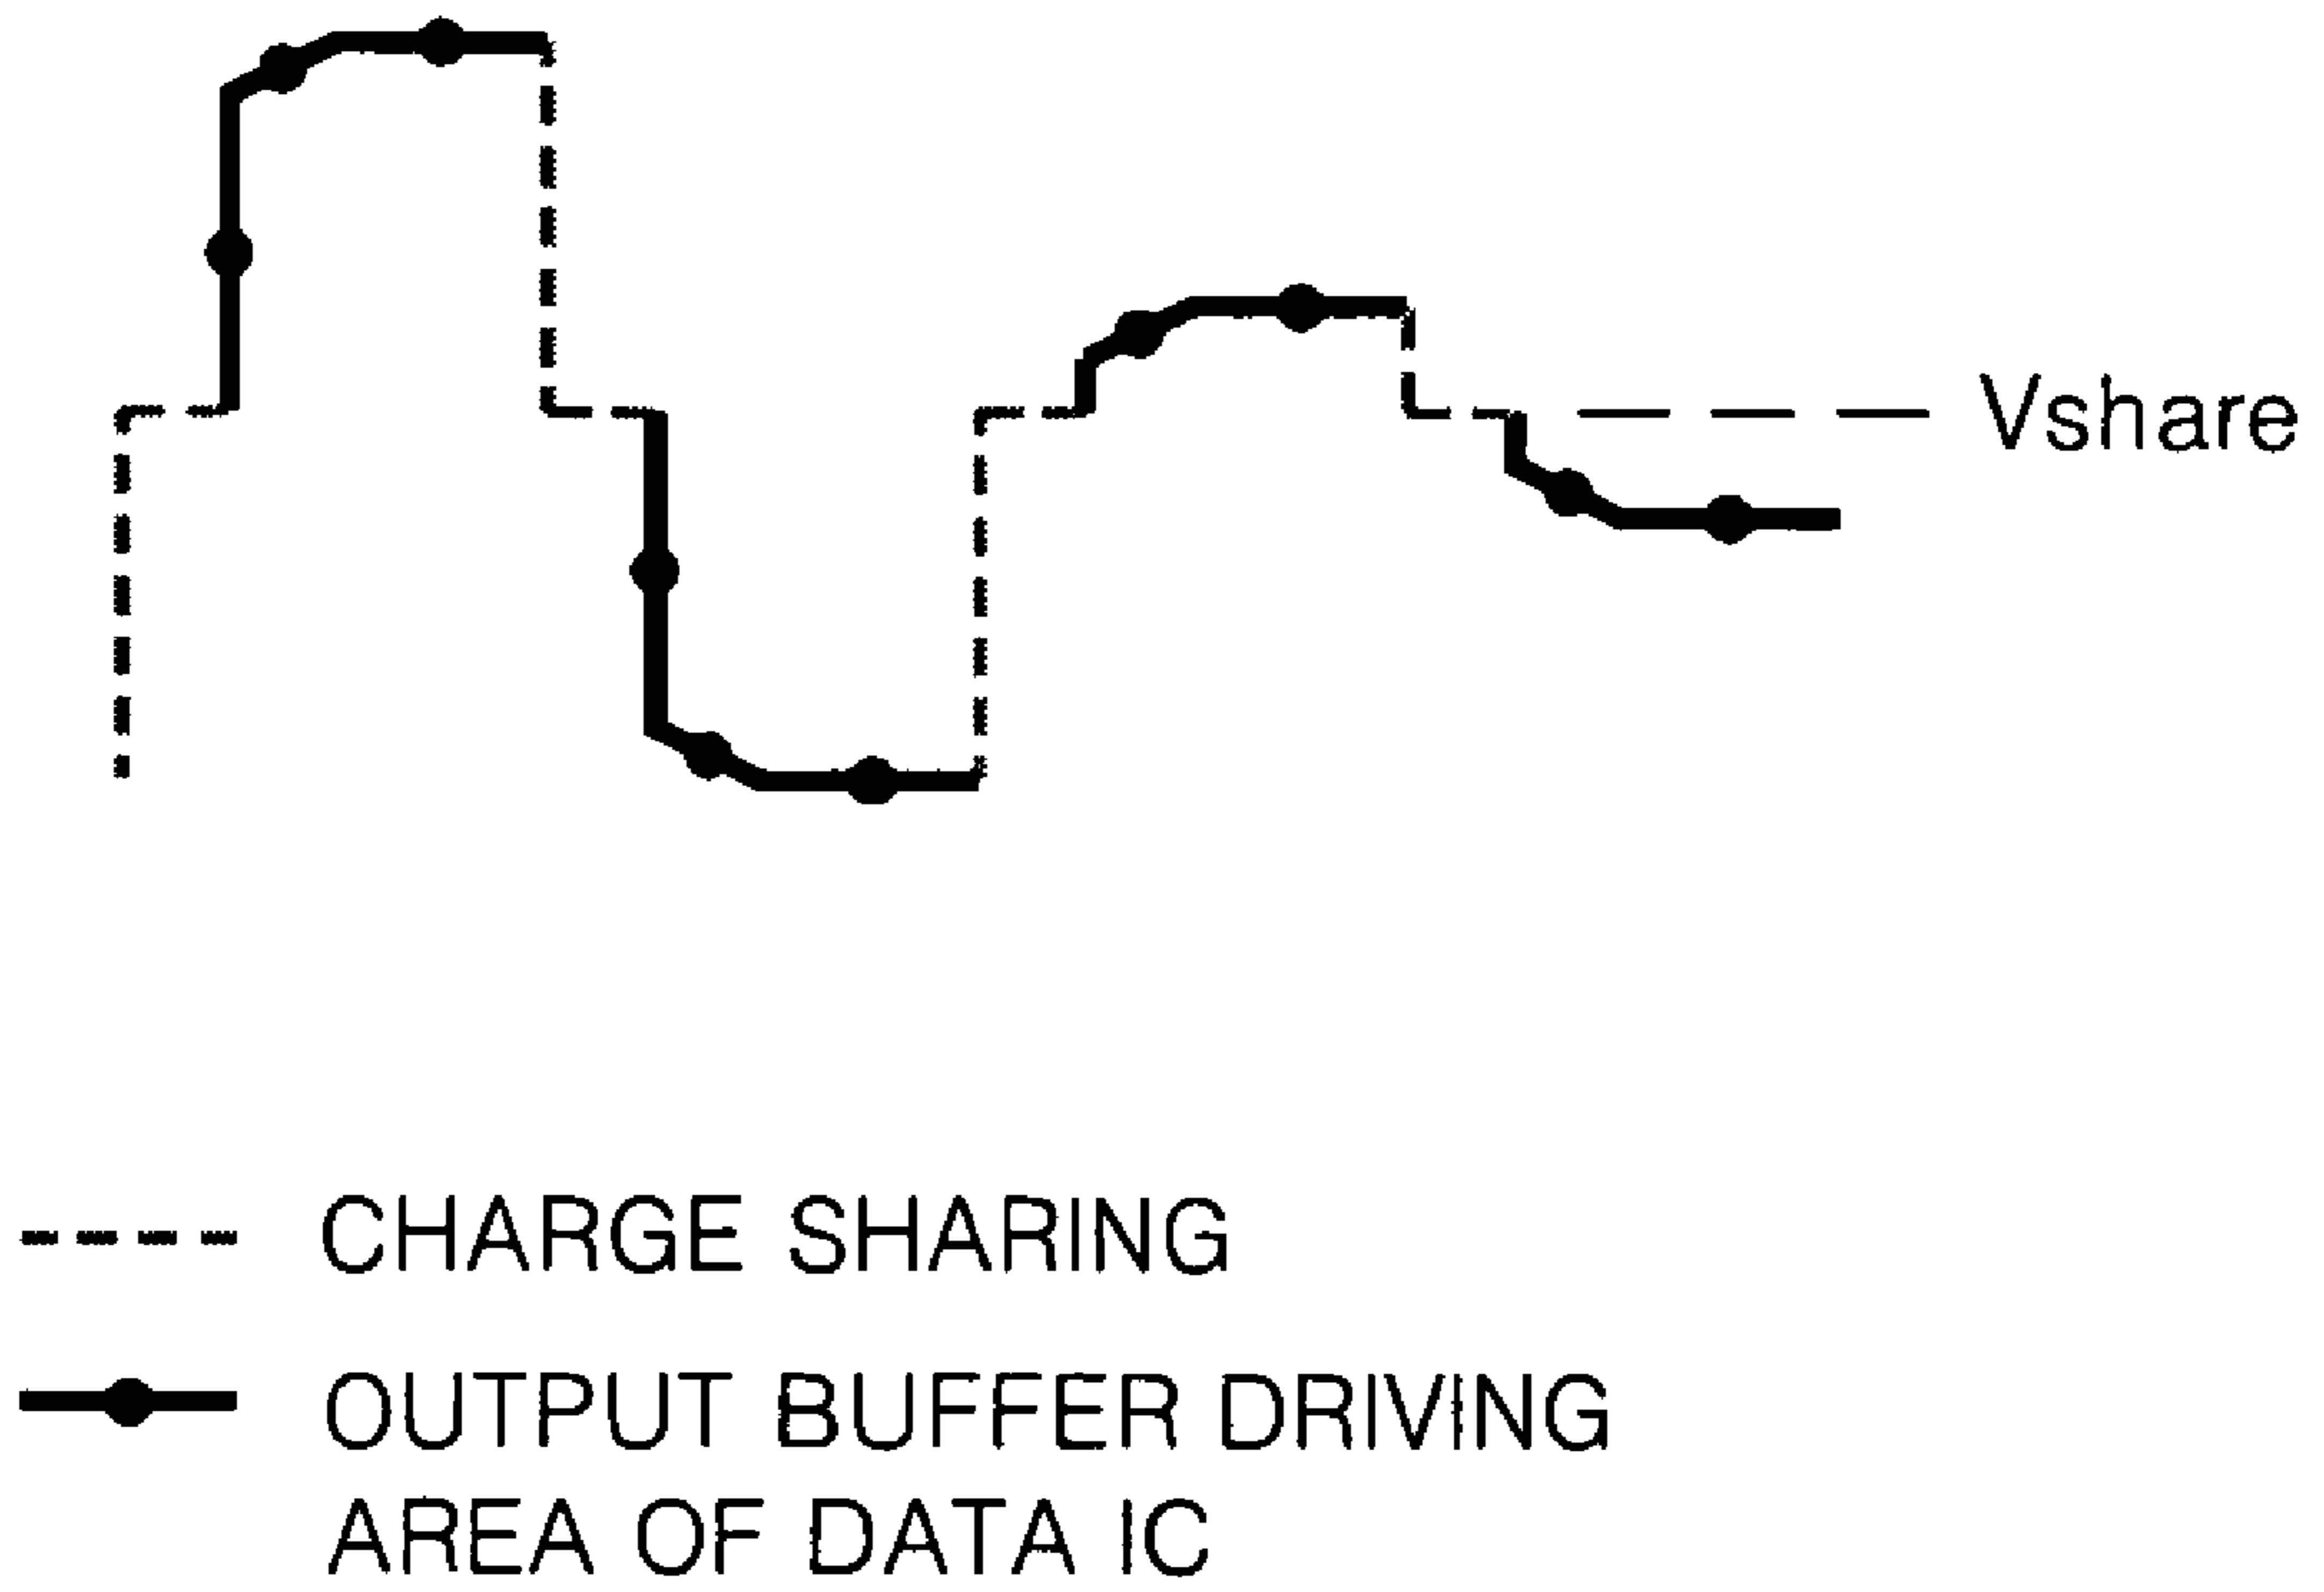 Vshare
CHARGE SHARING
OUTPUT BUFFER DRIVING
AREA OF DATA IC